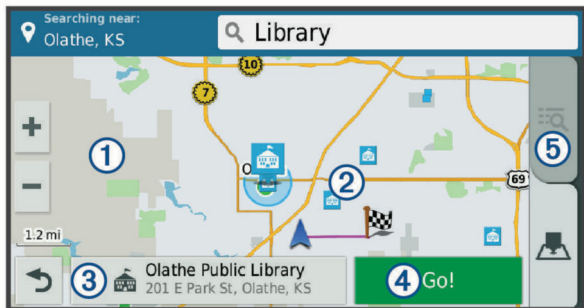 Searching near:
Olathe, KS
Library
10
7
1
+
5
O
2
69
−
1.2 mi
3
Olathe Public Library
201 E Park St, Olathe, KS
4
Go!